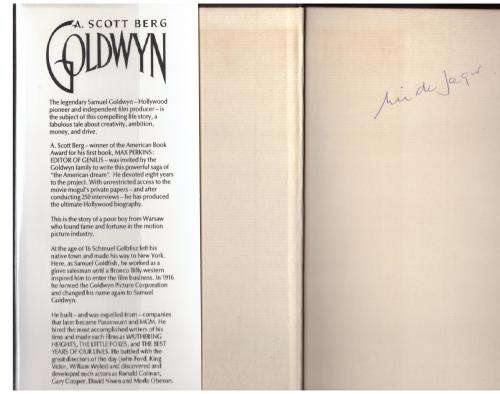 A. SCOTT BERG
GOLDWYN
The legendary Samuel Goldwyn – Hollywood
pioneer and independent film producer – is
the subject of this compelling life story, a
fabulous tale about creativity, ambition,
money, and drive.
A. Scott Berg – winner of the American Book
Award for his first book, MAX PERKINS:
EDITOR OF GENIUS – was invited by the
Goldwyn family to write this powerful saga of
"the American dream". He devoted eight years
to the project. With unrestricted access to the
movie mogul's private papers – and after
conducting 250 interviews – he has produced
the ultimate Hollywood biography.
This is the story of a poor boy from Warsaw
who found fame and fortune in the motion
picture industry.
At the age of 16 Schmuel Gelbfisz left his
native town and made his way to New York.
Here, as Samuel Goldfish, he worked as a
glove salesman until a Bronco Billy western
inspired him to enter the film business. In 1916
he formed the Goldwyn Picture Corporation
and changed his name again to Samuel
Goldwyn.
He built – and was expelled from – companies
that later became Paramount and MGM. He
hired the most accomplished writers of his
time and made such films as WUTHERING
HEIGHTS, THE LITTLE FOXES, and THE BEST
YEARS OF OUR LIVES. He battled with the
great directors of the day (John Ford, King
Vidor, William Wyler) and discovered and
developed such actors as Ronald Colman,
Gary Cooper, David Niven and Merle Oberon.
de Jager